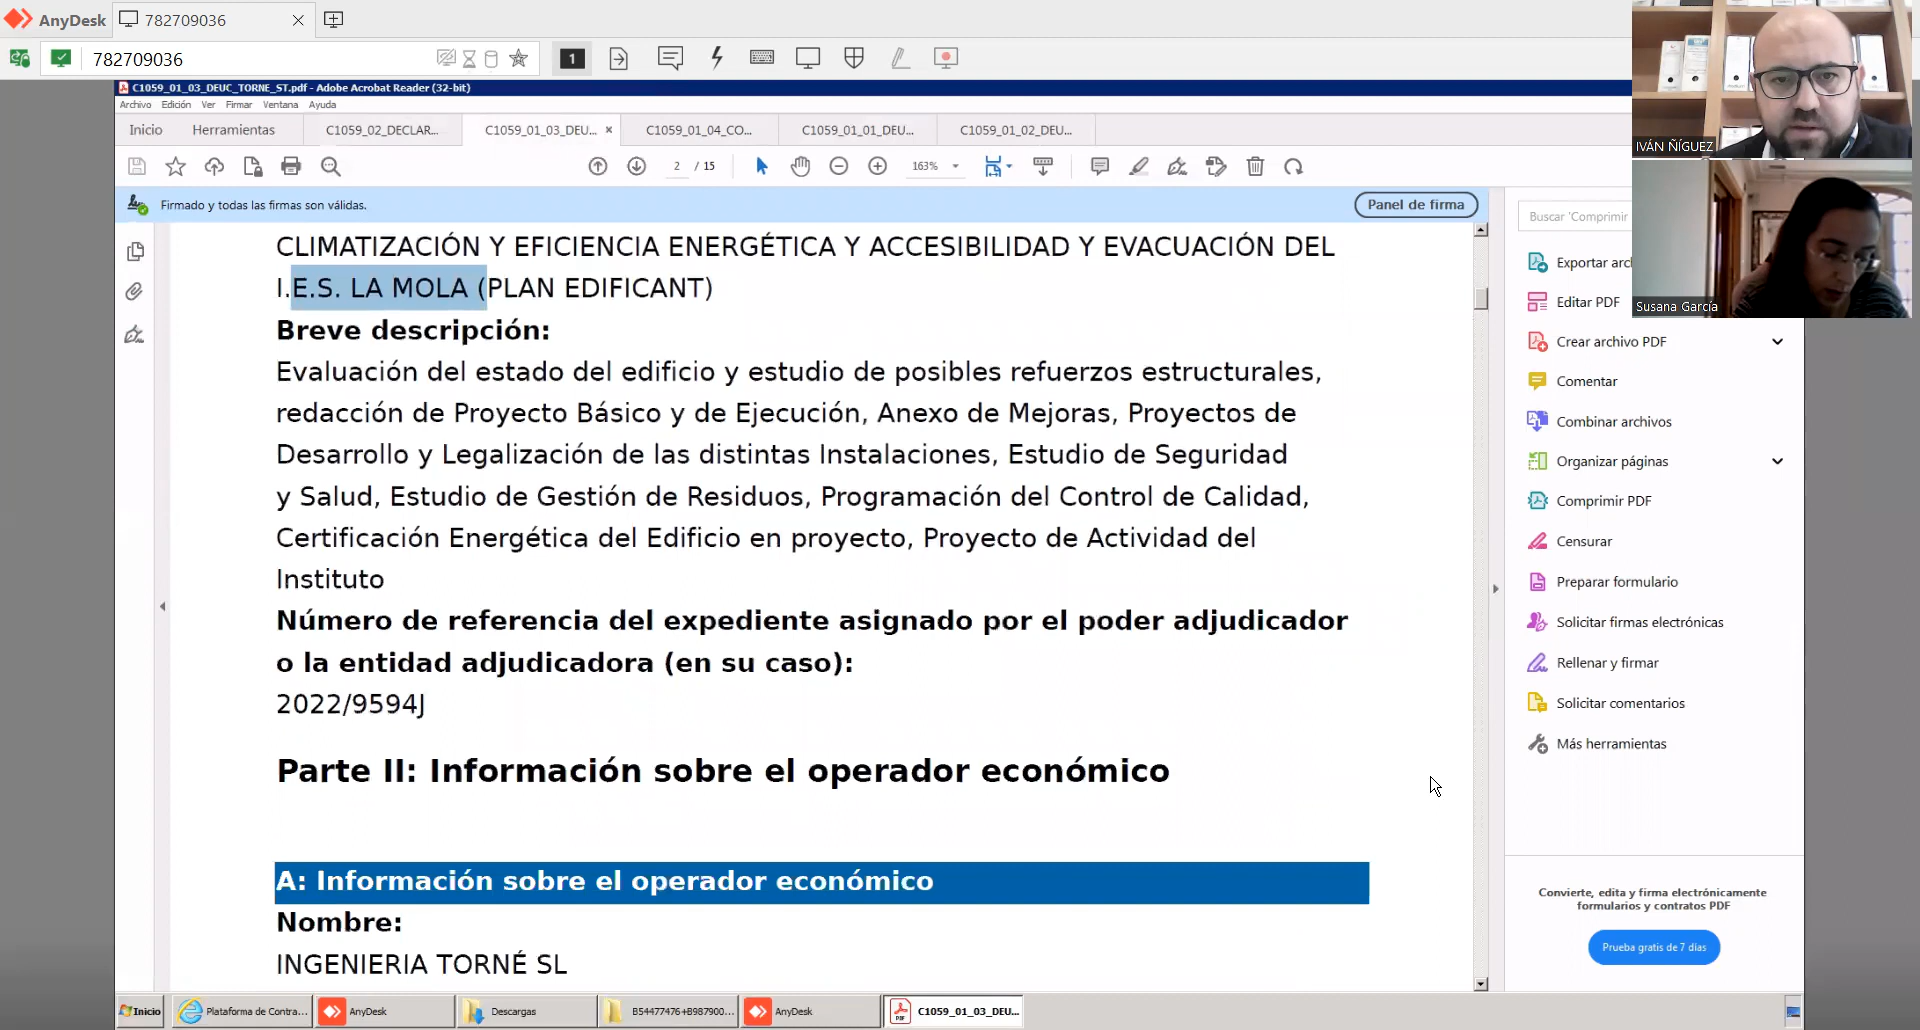 AnyDesk
782709036
782709036
1
C1059_01_03_DEUC_TORNE_ST.pdf - Adobe Acrobat Reader (32-bit)
Archivo Edición Ver Firmar Ventana Ayuda
Inicio Herramientas C1059_02_DECLAR... C1059_01_03_DEU... × C1059_01_04_CO... C1059_01_01_DEU... C1059_01_02_DEU...
2 / 15 163%
Firmado y todas las firmas son válidas.
Panel de firma
CLIMATIZACIÓN Y EFICIENCIA ENERGÉTICA Y ACCESIBILIDAD Y EVACUACIÓN DEL
I.E.S. LA MOLA (PLAN EDIFICANT)
Breve descripción:
Evaluación del estado del edificio y estudio de posibles refuerzos estructurales,
redacción de Proyecto Básico y de Ejecución, Anexo de Mejoras, Proyectos de
Desarrollo y Legalización de las distintas Instalaciones, Estudio de Seguridad
y Salud, Estudio de Gestión de Residuos, Programación del Control de Calidad,
Certificación Energética del Edificio en proyecto, Proyecto de Actividad del
Instituto
Número de referencia del expediente asignado por el poder adjudicador
o la entidad adjudicadora (en su caso):
2022/9594J
Parte II: Información sobre el operador económico
A: Información sobre el operador económico
Nombre:
INGENIERIA TORNÉ SL
IVÁN ÑÍGUEZ
Susana García
Buscar 'Comprimir
Exportar arc
Editar PDF
Crear archivo PDF
Comentar
Combinar archivos
Organizar páginas
Comprimir PDF
Censurar
Preparar formulario
Solicitar firmas electrónicas
Rellenar y firmar
Solicitar comentarios
Más herramientas
Convierte, edita y firma electrónicamente
formularios y contratos PDF
Prueba gratis de 7 días
Inicio Plataforma de Contra... AnyDesk Descargas B54477476+B987900... AnyDesk C1059_01_03_DEU...